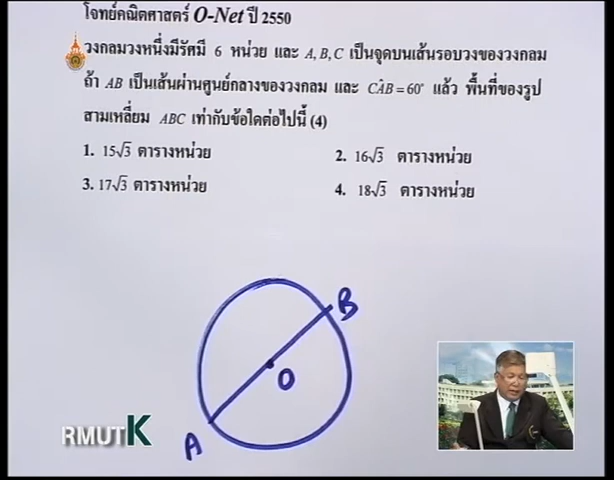 โจทย์คณิตศาสตร์ O-Net ปี 2550
วงกลมวงหนึ่งมีรัศมี 6 หน่วย และ A, B, C เป็นจุดบนเส้นรอบวงของวงกลม
ถ้า AB เป็นเส้นผ่านศูนย์กลางของวงกลม และ CÂB = 60° แล้ว พื้นที่ของรูป
สามเหลี่ยม ABC เท่ากับข้อใดต่อไปนี้ (4)
1. 15√3 ตารางหน่วย
2. 16√3 ตารางหน่วย
3. 17√3 ตารางหน่วย
4. 18√3 ตารางหน่วย
B
O
A
RMUTK